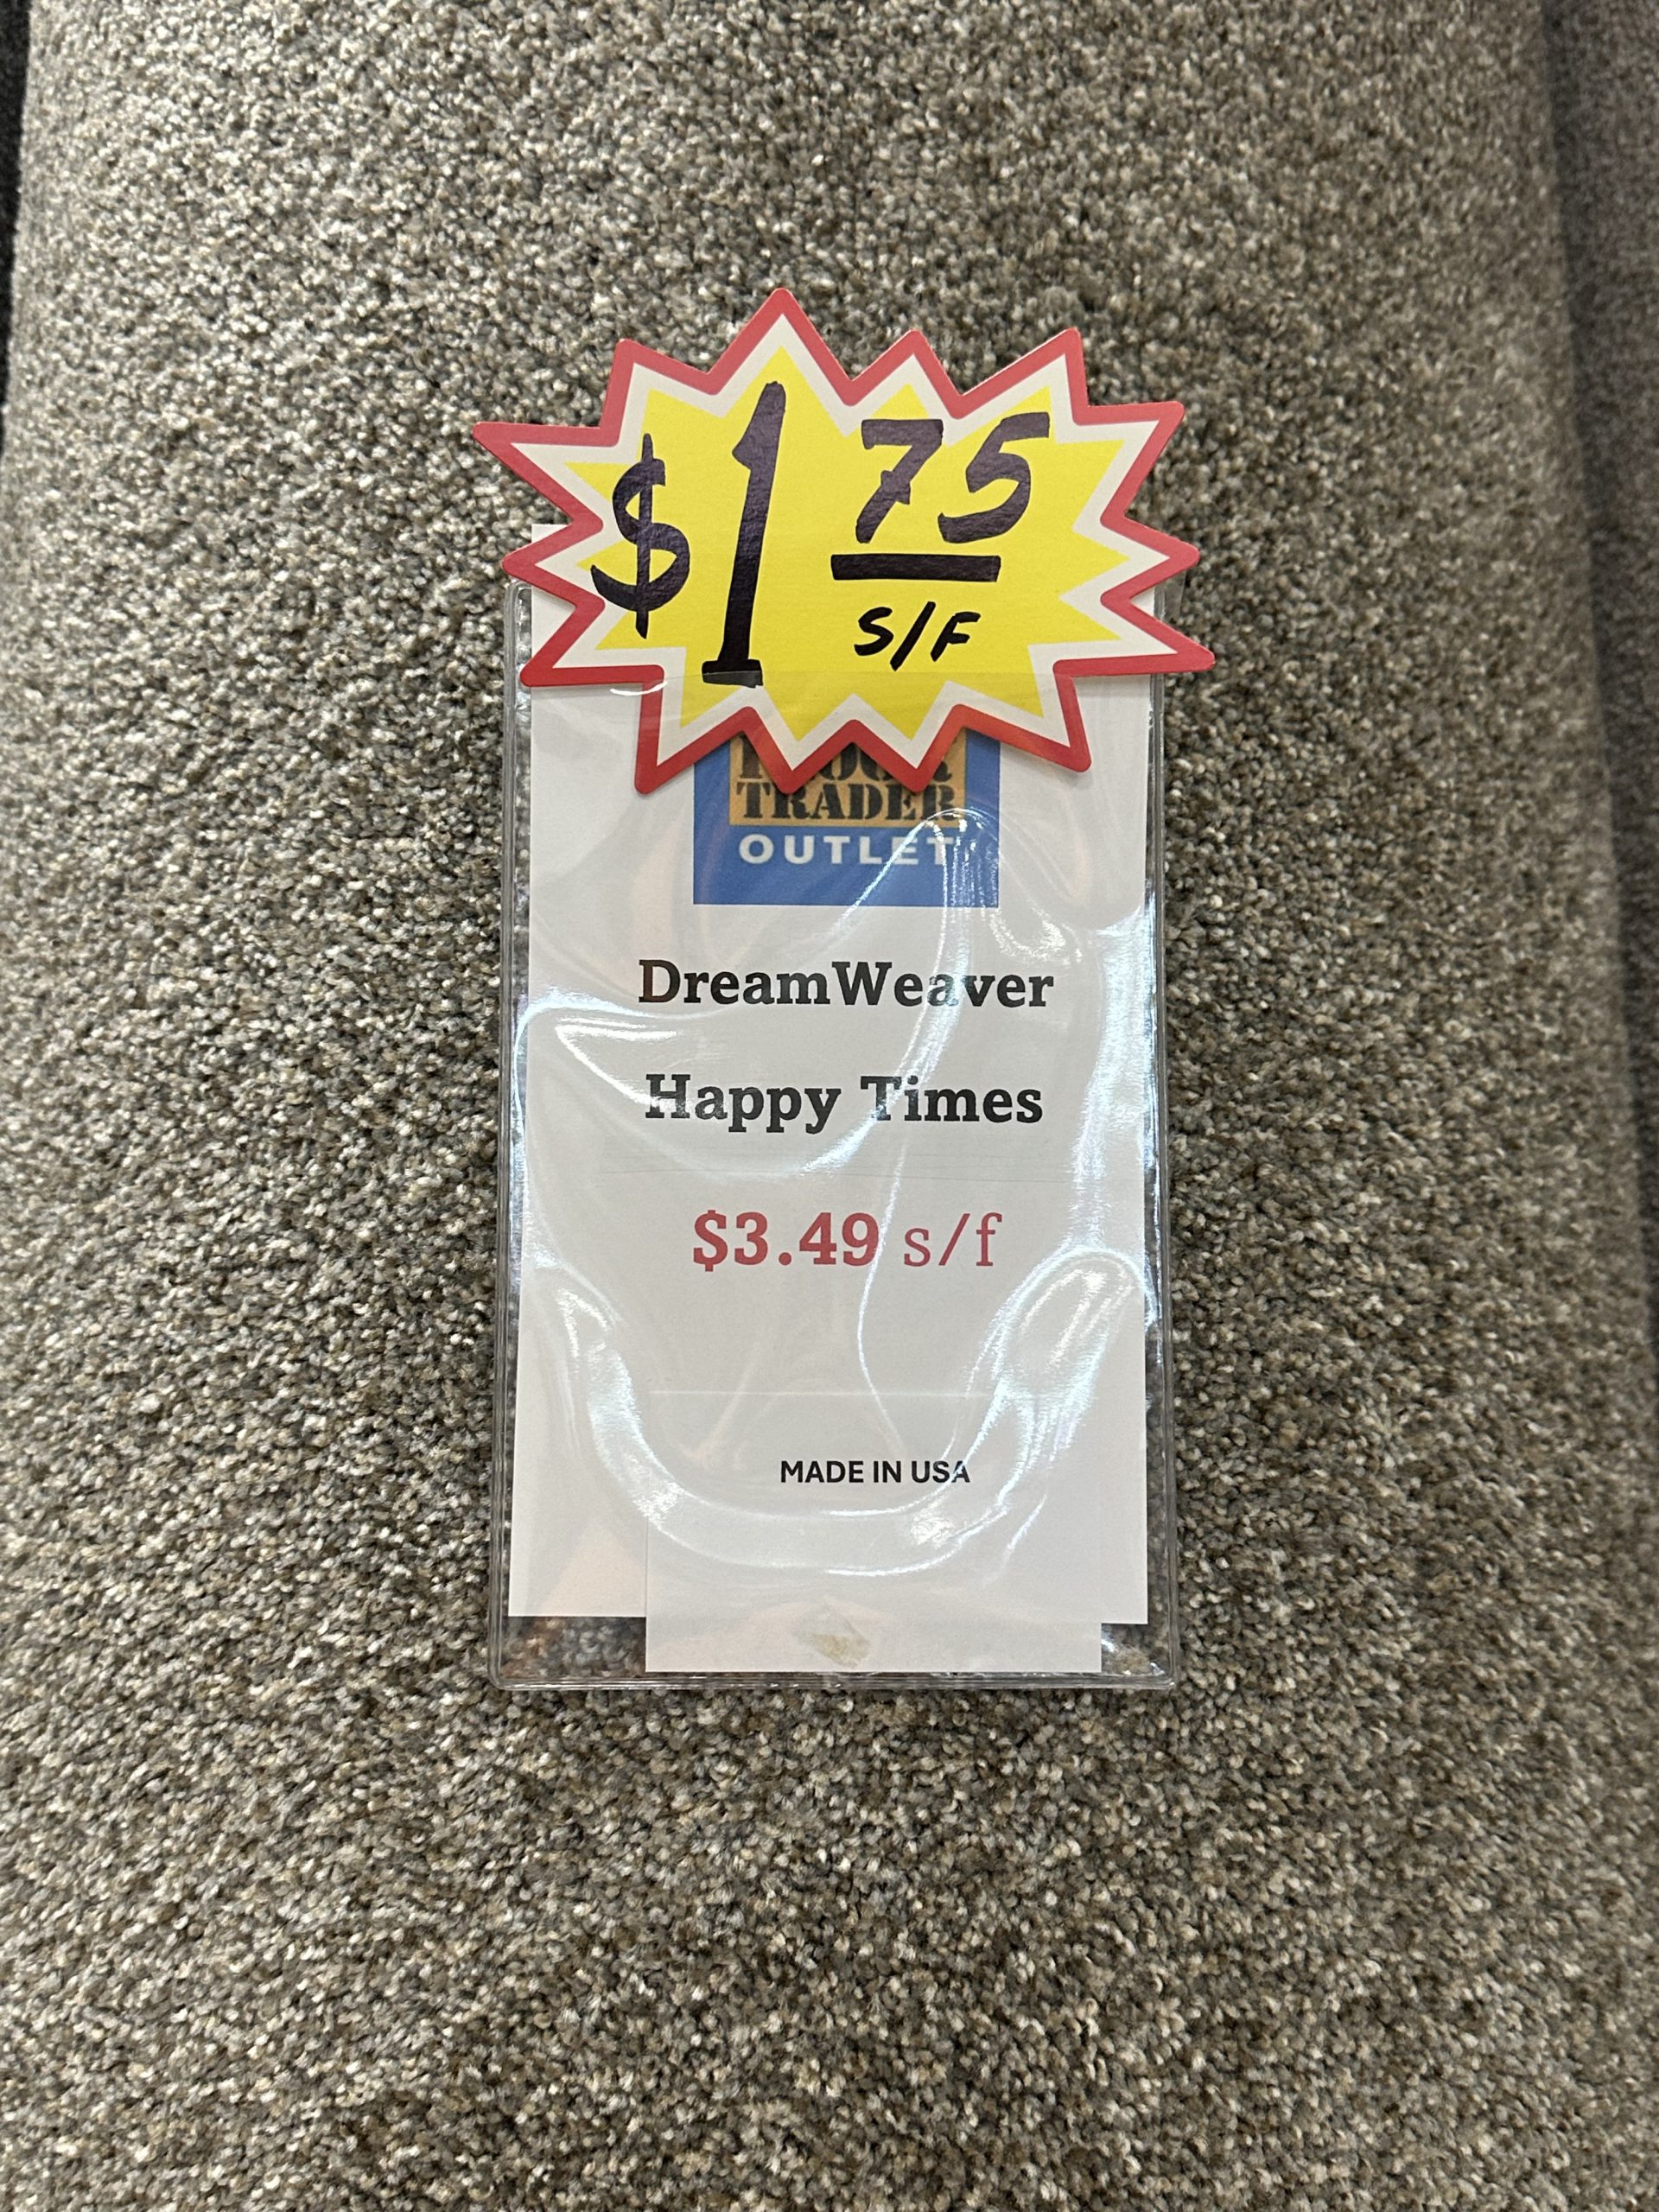 $1 75
S/F
TRADER
OUTLET
DreamWeaver
Happy Times
$3.49 s/f
MADE IN USA